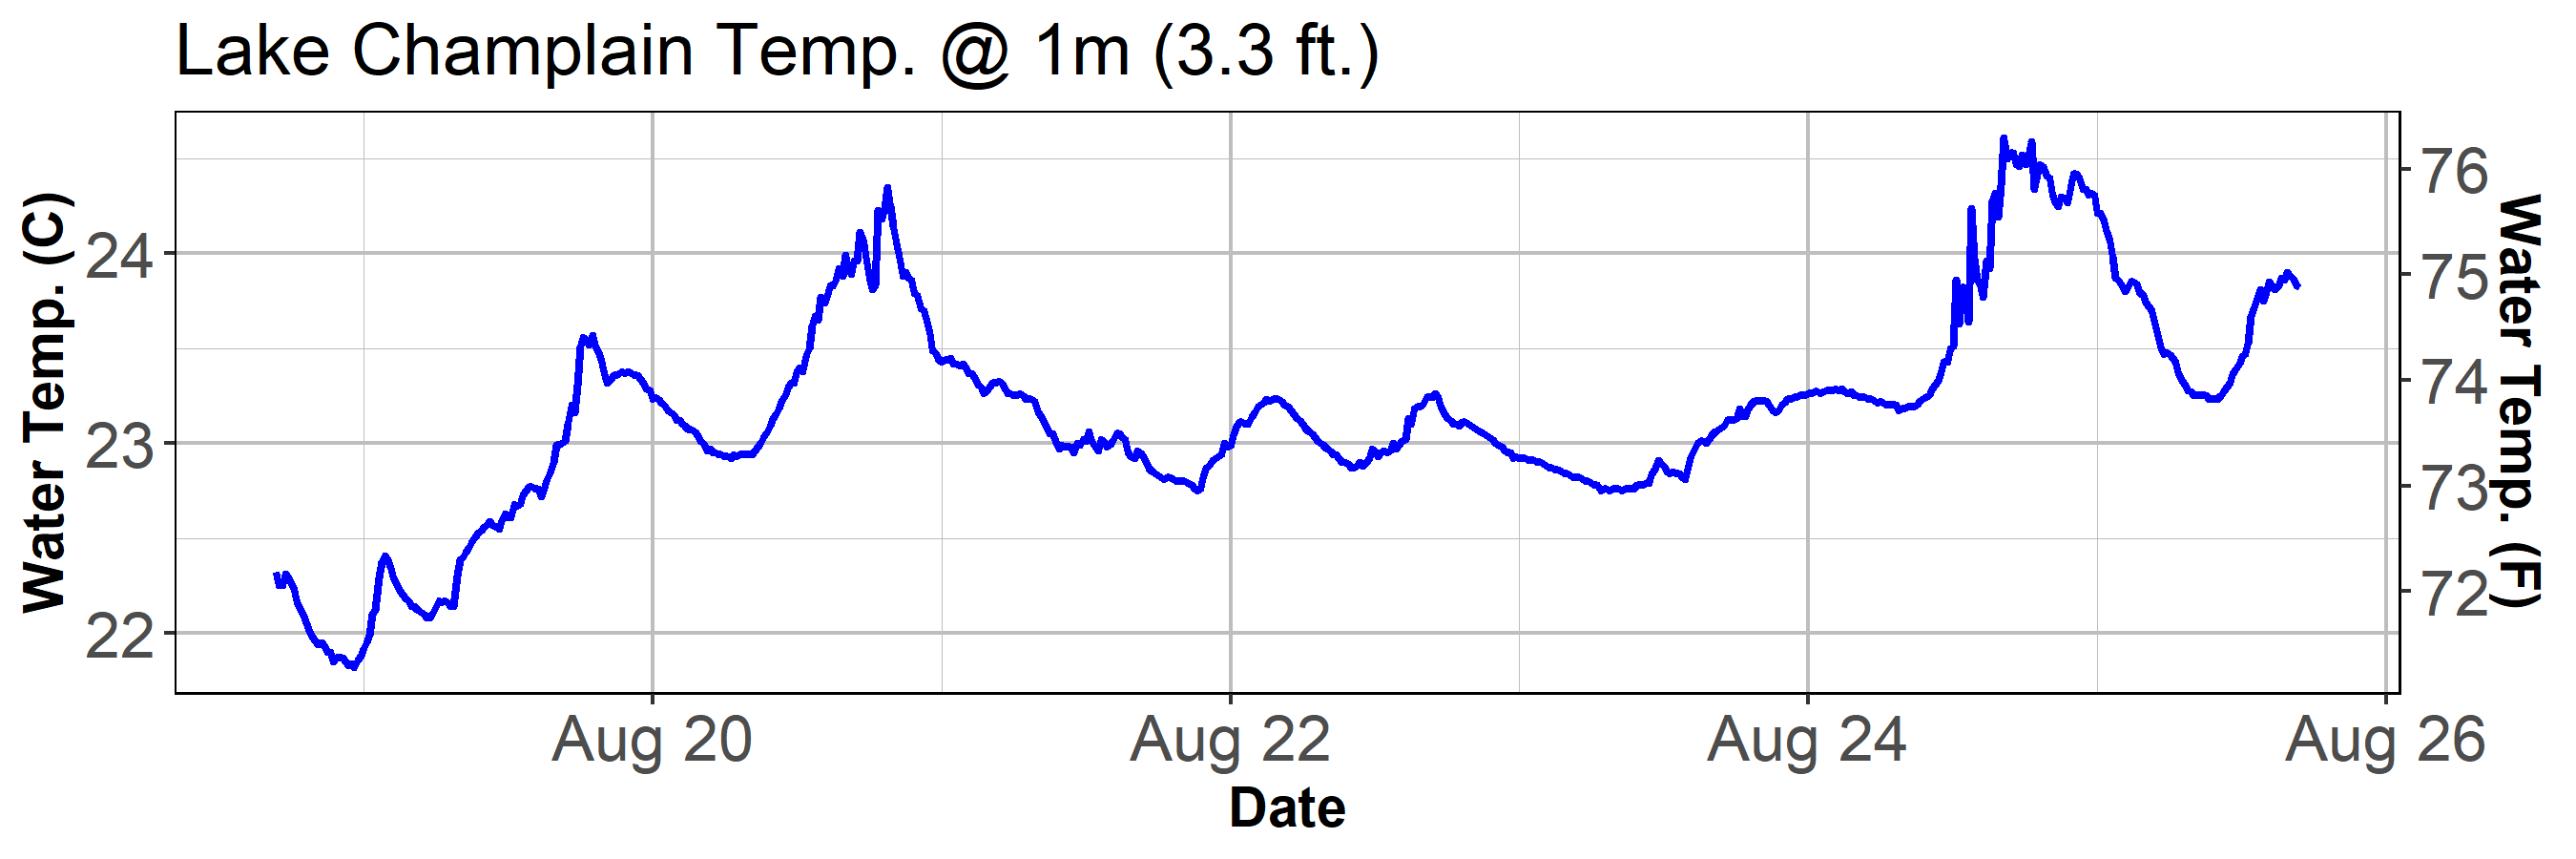 Lake Champlain Temp. @ 1m (3.3 ft.)
Water Temp. (C)
24
23
22
76
75
74
73
72
Water Temp. (F)
Aug 20
Aug 22
Aug 24
Aug 26
Date